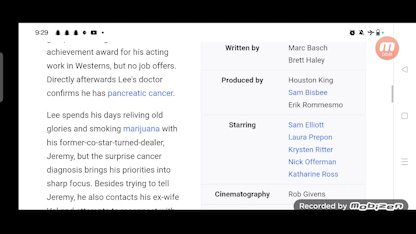 9:29
achievement award for his acting
work in Westerns, but no job offers.
Directly afterwards Lee's doctor
confirms he has pancreatic cancer.
Lee spends his days reliving old
glories and smoking marijuana with
his former-co-star-turned-dealer,
Jeremy, but the surprise cancer
diagnosis brings his priorities into
sharp focus. Besides trying to tell
Jeremy, he also contacts his ex-wife
Written by Marc Basch
Brett Haley
Produced by Houston King
Sam Bisbee
Erik Rommesmo
Starring Sam Elliott
Laura Prepon
Krysten Ritter
Nick Offerman
Katharine Ross
Cinematography Rob Givens
Recorded by Mobizen